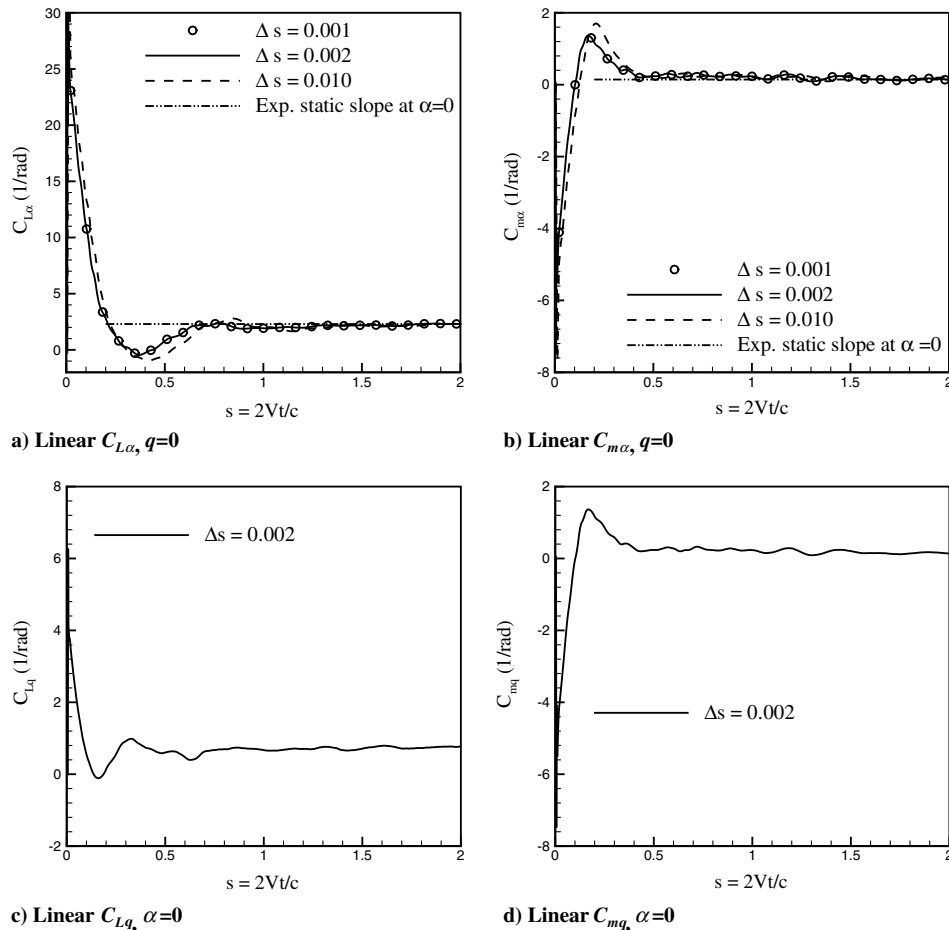 30
25
20
15
10
5
0
C_Lα (1/rad)
Δ s = 0.001
Δ s = 0.002
Δ s = 0.010
Exp. static slope at α=0
0 0.5 1 1.5 2
s = 2Vt/c
a) Linear C_Lα, q=0
2
0
-2
-4
-6
-8
C_mα (1/rad)
Δ s = 0.001
Δ s = 0.002
Δ s = 0.010
Exp. static slope at α =0
0 0.5 1 1.5 2
s = 2Vt/c
b) Linear C_mα, q=0
8
6
4
2
0
-2
C_Lq (1/rad)
Δs = 0.002
0 0.5 1 1.5 2
s = 2Vt/c
c) Linear C_Lq, α=0
2
0
-2
-4
-6
-8
C_mq (1/rad)
Δs = 0.002
0 0.5 1 1.5 2
s = 2Vt/c
d) Linear C_mq, α=0